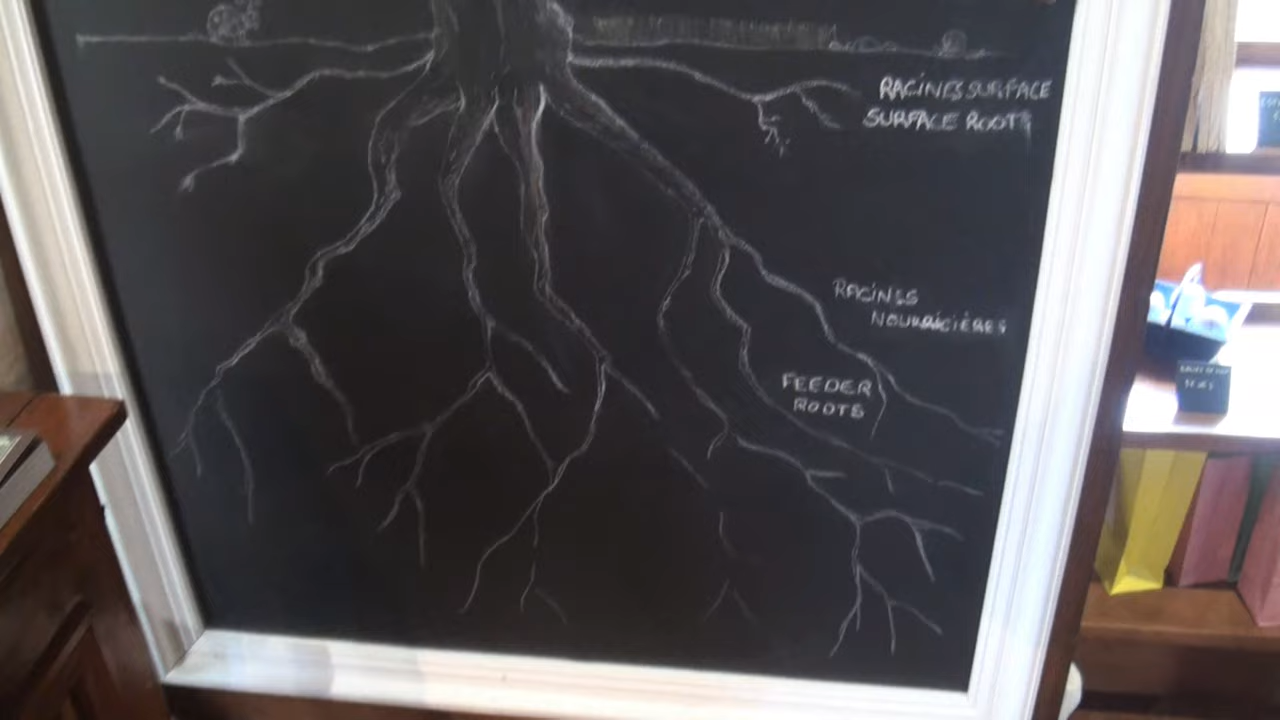 RACINES SURFACE
SURFACE ROOTS
RACINES
NOURRICIÈRES
FEEDER
ROOTS